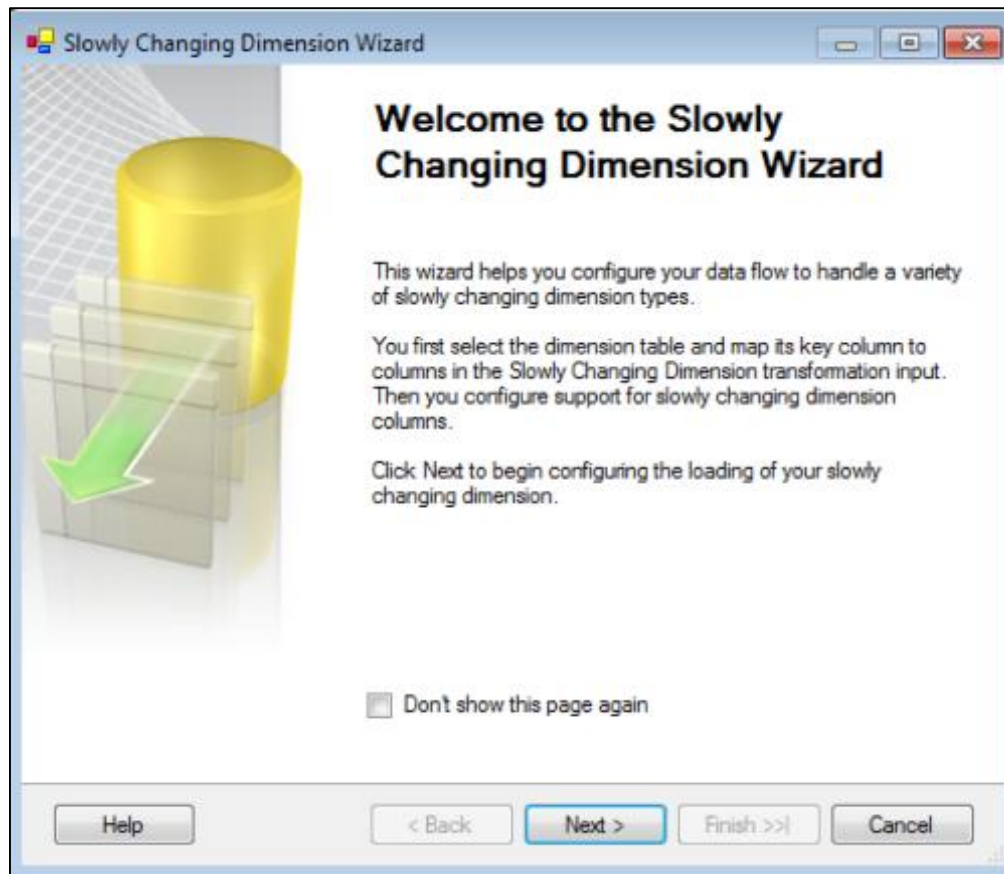 Slowly Changing Dimension Wizard
Welcome to the Slowly
Changing Dimension Wizard
This wizard helps you configure your data flow to handle a variety
of slowly changing dimension types.
You first select the dimension table and map its key column to
columns in the Slowly Changing Dimension transformation input.
Then you configure support for slowly changing dimension
columns.
Click Next to begin configuring the loading of your slowly
changing dimension.
Don't show this page again
Help
< Back
Next >
Finish >>|
Cancel